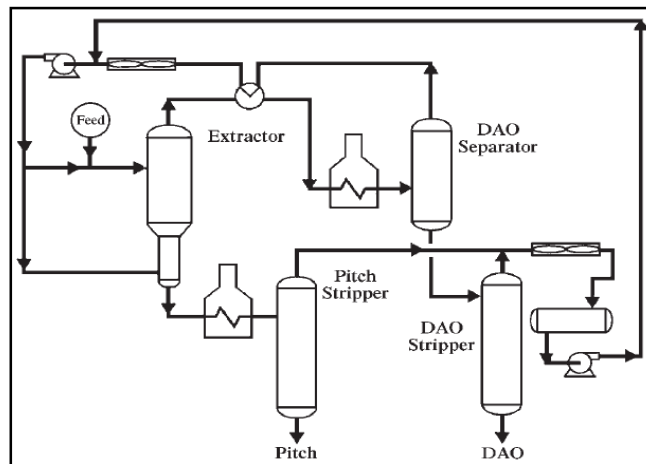 Feed
Extractor
DAO
Separator
Pitch
Stripper
DAO
Stripper
Pitch
DAO